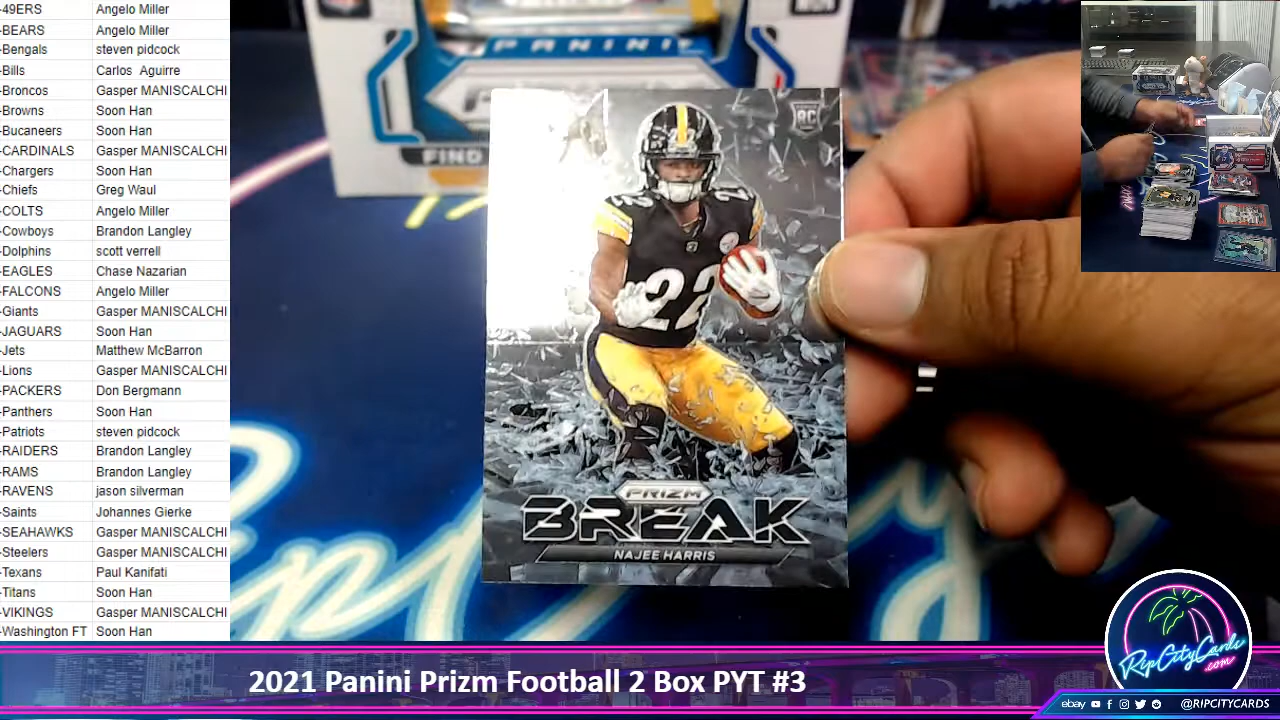 -49ERS Angelo Miller
-BEARS Angelo Miller
-Bengals steven pidcock
-Bills Carlos Aguirre
-Broncos Gasper MANISCALCHI
-Browns Soon Han
-Bucaneers Soon Han
-CARDINALS Gasper MANISCALCHI
-Chargers Soon Han
-Chiefs Greg Waul
-COLTS Angelo Miller
-Cowboys Brandon Langley
-Dolphins scott verrell
-EAGLES Chase Nazarian
-FALCONS Angelo Miller
-Giants Gasper MANISCALCHI
-JAGUARS Soon Han
-Jets Matthew McBarron
-Lions Gasper MANISCALCHI
-PACKERS Don Bergmann
-Panthers Soon Han
-Patriots steven pidcock
-RAIDERS Brandon Langley
-RAMS Brandon Langley
-RAVENS jason silverman
-Saints Johannes Gierke
-SEAHAWKS Gasper MANISCALCHI
-Steelers Gasper MANISCALCHI
-Texans Paul Kanifati
-Titans Soon Han
-VIKINGS Gasper MANISCALCHI
-Washington FT Soon Han
PANINI
FIND
RC
22
22
PRIZM
BREAK
NAJEE HARRIS
RipCityCards
.com
2021 Panini Prizm Football 2 Box PYT #3
ebay @RIPCITYCARDS